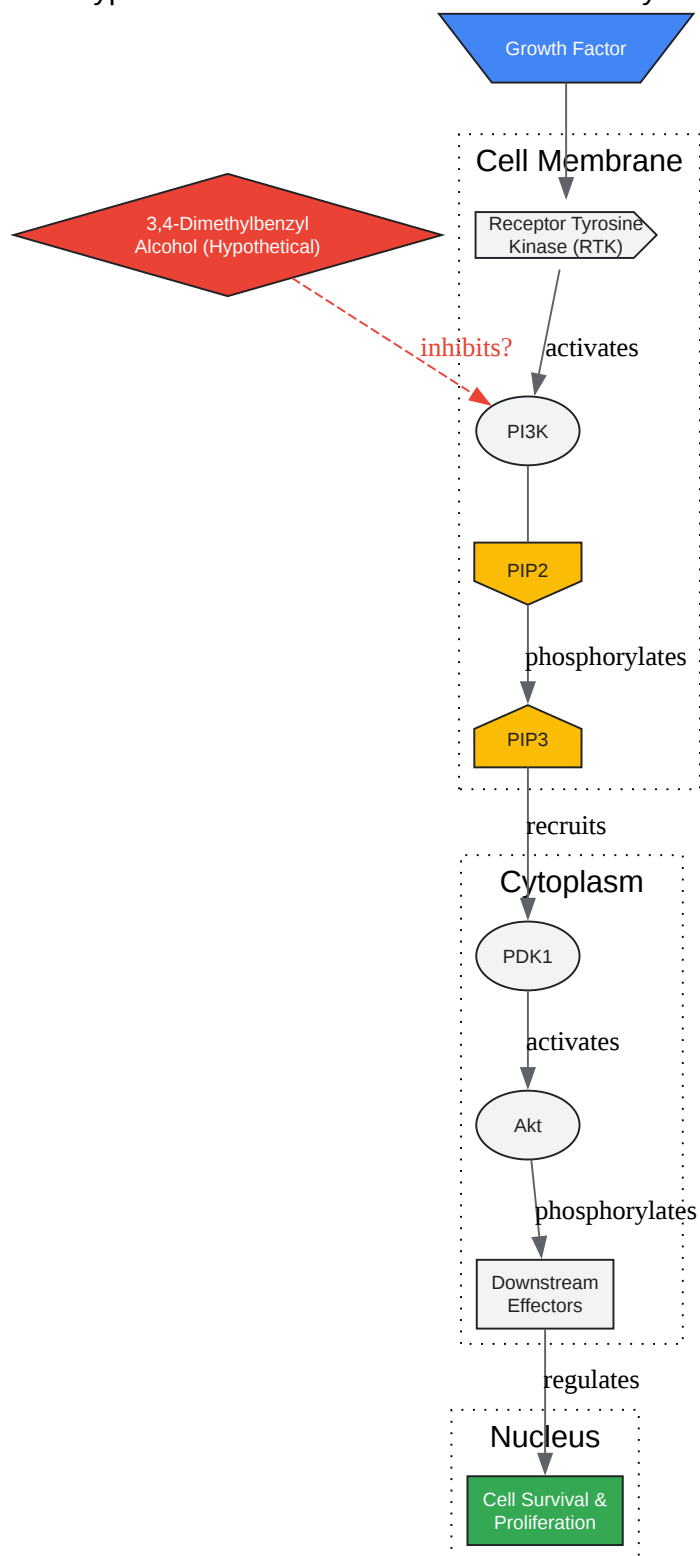 Growth Factor
Cell Membrane
3,4-Dimethylbenzyl
Alcohol (Hypothetical)
Receptor Tyrosine
Kinase (RTK)
inhibits?
activates
PI3K
PIP2
phosphorylates
PIP3
recruits
Cytoplasm
PDK1
activates
Akt
phosphorylates
Downstream
Effectors
regulates
Nucleus
Cell Survival &
Proliferation